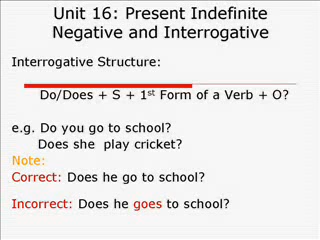 Unit 16: Present Indefinite
Negative and Interrogative
Interrogative Structure:
Do/Does + S + 1st Form of a Verb + O?
e.g. Do you go to school?
Does she play cricket?
Note:
Correct: Does he go to school?
Incorrect: Does he goes to school?